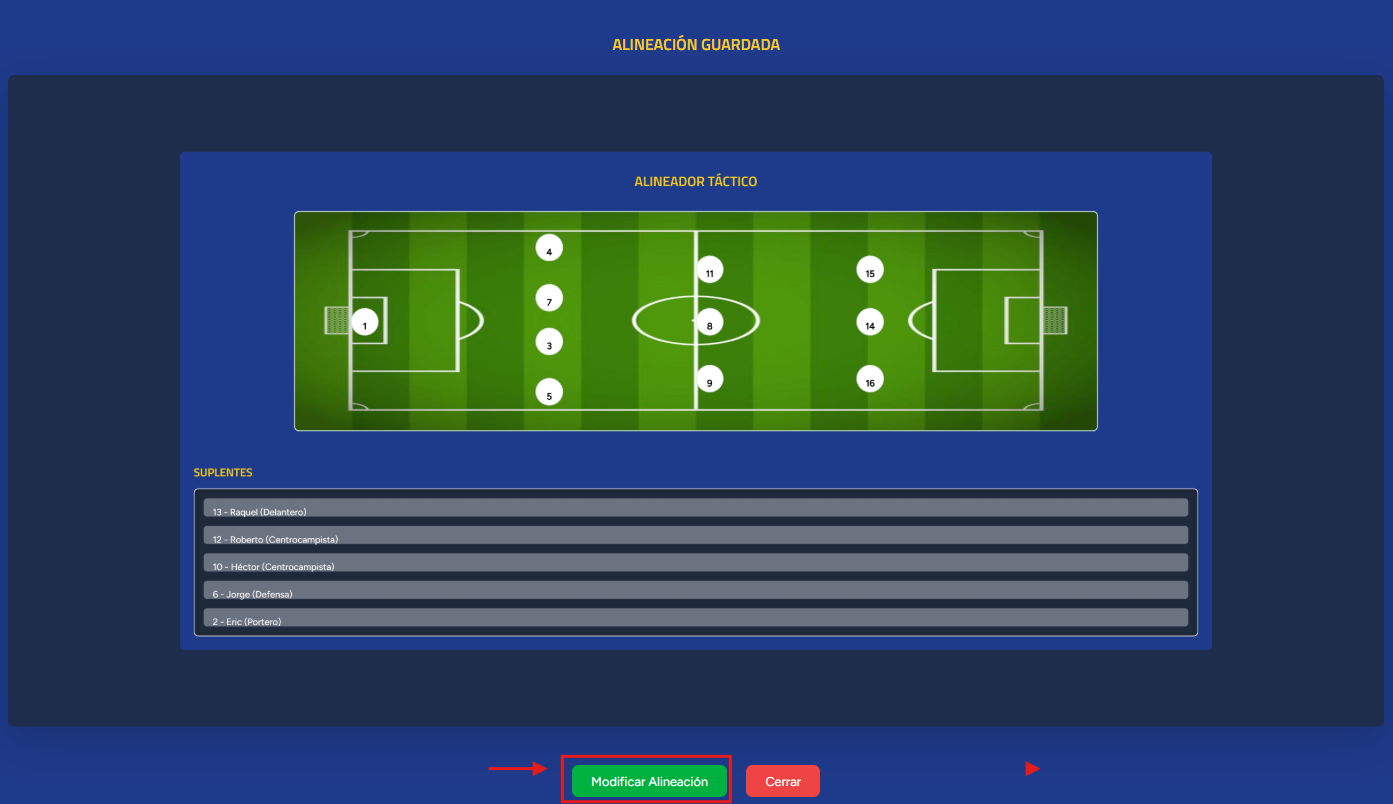 ALINEACIÓN GUARDADA
ALINEADOR TÁCTICO
4
11
15
7
1
8
14
3
9
16
5
SUPLENTES
13 - Raquel (Delantero)
12 - Roberto (Centrocampista)
10 - Héctor (Centrocampista)
6 - Jorge (Defensa)
2 - Eric (Portero)
Modificar Alineación
Cerrar